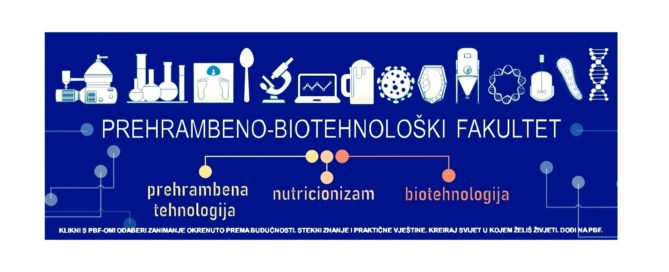 PREHRAMBENO-BIOTEHNOLOŠKI FAKULTET
prehrambena
tehnologija
nutricionizam
biotehnologija
KLIKNI S PBF-OM! ODABERI ZANIMANJE OKRENUTO PREMA BUDUĆNOSTI. STEKNI ZNANJE I PRAKTIČNE VJEŠTINE. KREIRAJ SVIJET U KOJEM ŽELIŠ ŽIVJETI. DOĐI NA PBF.